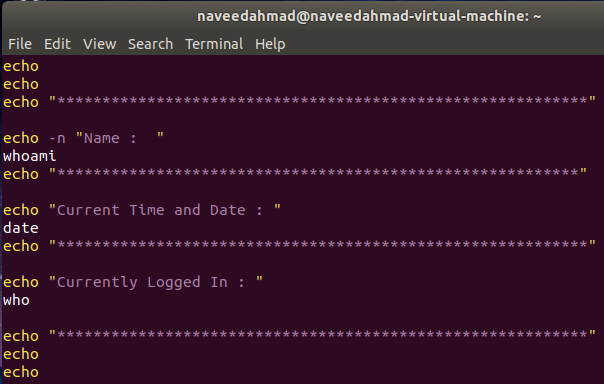 naveedahmad@naveedahmad-virtual-machine: ~
File Edit View Search Terminal Help
echo
echo
echo "***********************************************************"
echo -n "Name :  "
whoami
echo "**********************************************************"
echo "Current Time and Date : "
date
echo "***********************************************************"
echo "Currently Logged In : "
who
echo "***********************************************************"
echo
echo